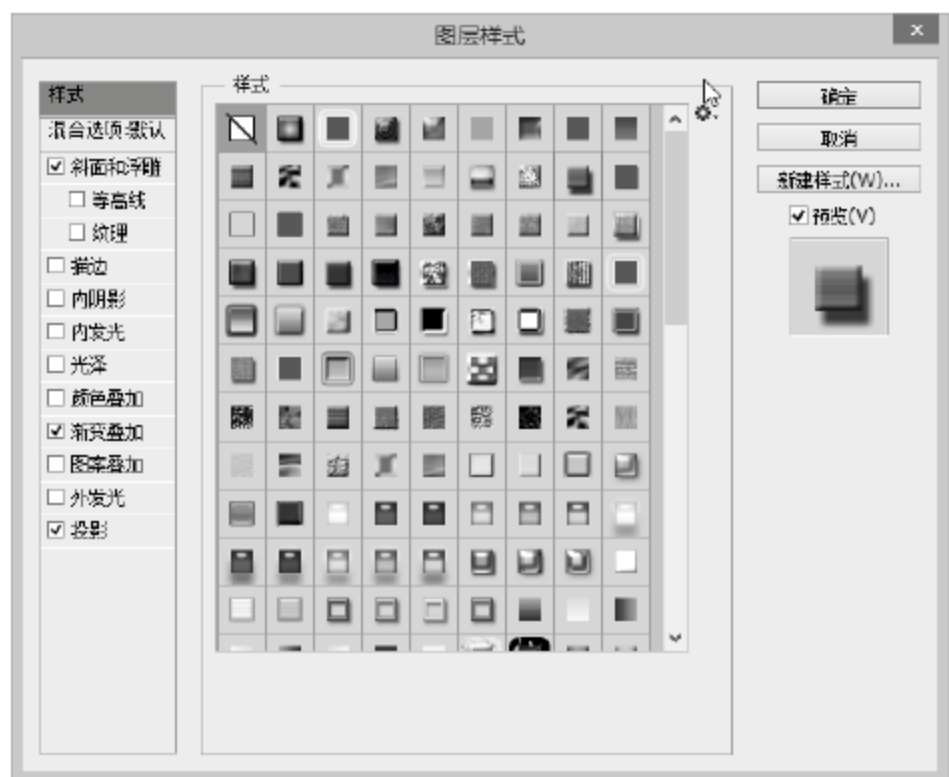 图层样式
样式
混合选项:默认
斜面和浮雕
等高线
纹理
描边
内阴影
内发光
光泽
颜色叠加
渐变叠加
图案叠加
外发光
投影
样式
确定
取消
新建样式(W)...
预览(V)